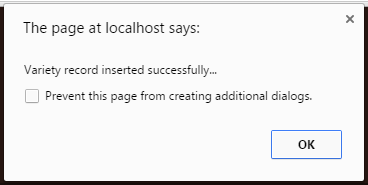 The page at localhost says:
Variety record inserted successfully...
Prevent this page from creating additional dialogs.
OK